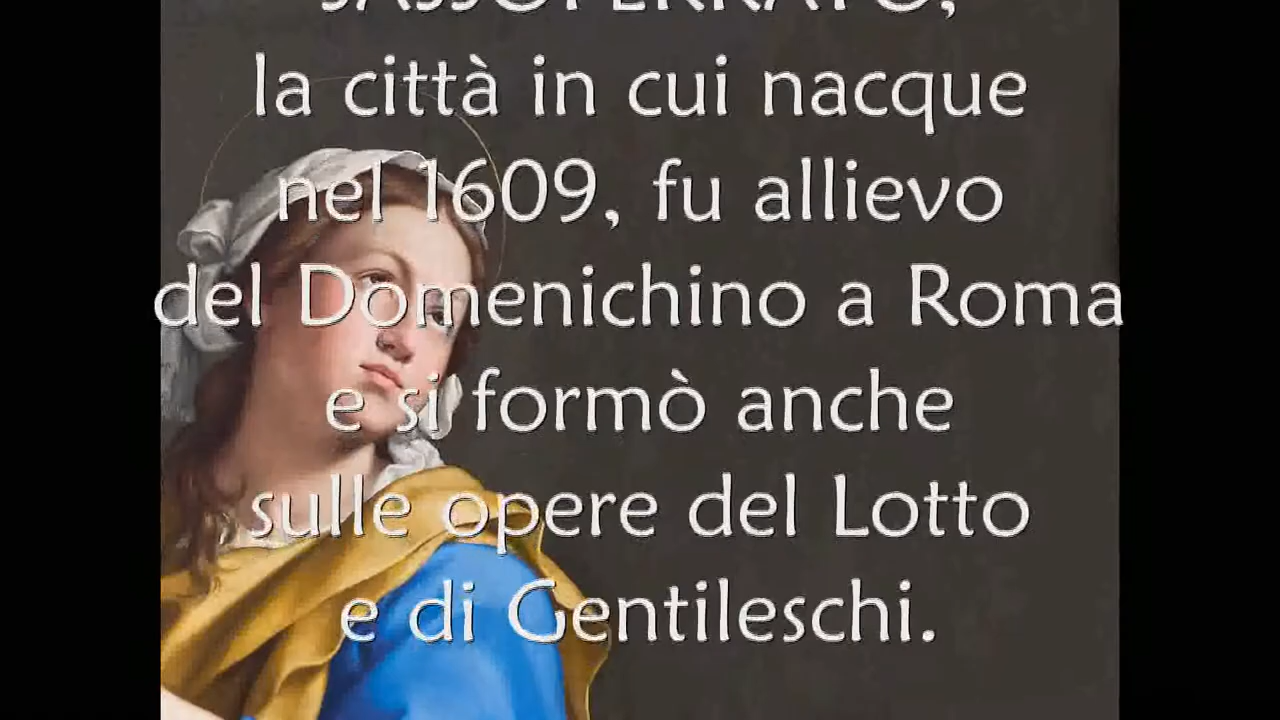 SASSOFERRATO,
la città in cui nacque
nel 1609, fu allievo
del Domenichino a Roma
e si formò anche
sulle opere del Lotto
e di Gentileschi.